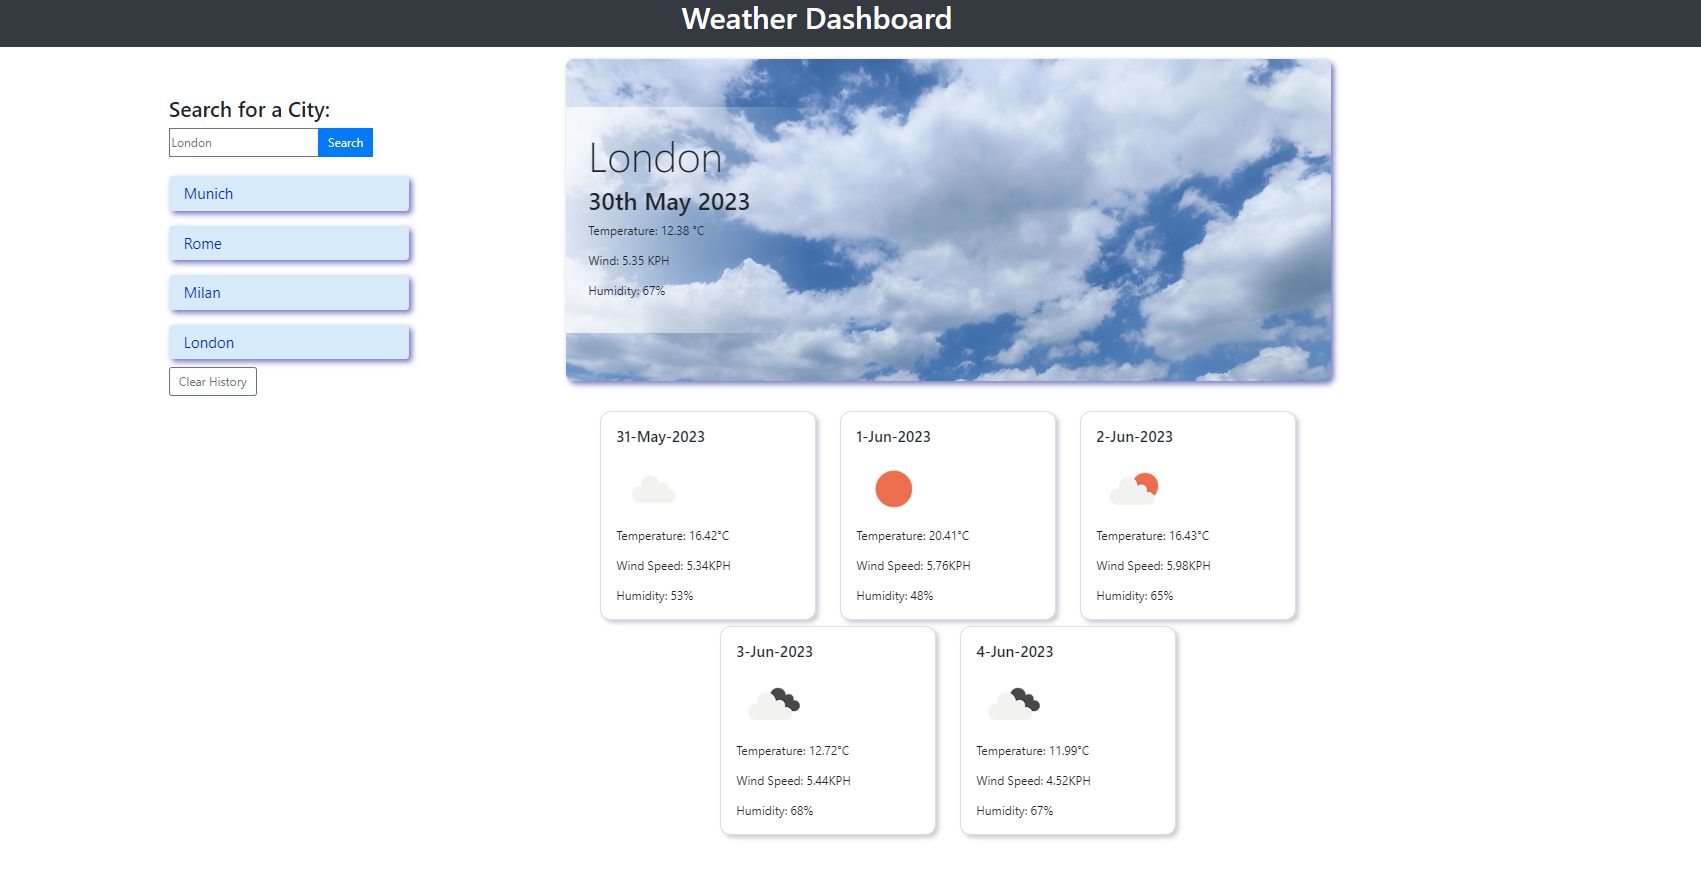 Weather Dashboard
Search for a City:
London
Search
Munich
Rome
Milan
London
Clear History
London
30th May 2023
Temperature: 12.38 °C
Wind: 5.35 KPH
Humidity: 67%
31-May-2023
Temperature: 16.42°C
Wind Speed: 5.34KPH
Humidity: 53%
1-Jun-2023
Temperature: 20.41°C
Wind Speed: 5.76KPH
Humidity: 48%
2-Jun-2023
Temperature: 16.43°C
Wind Speed: 5.98KPH
Humidity: 65%
3-Jun-2023
Temperature: 12.72°C
Wind Speed: 5.44KPH
Humidity: 68%
4-Jun-2023
Temperature: 11.99°C
Wind Speed: 4.52KPH
Humidity: 67%